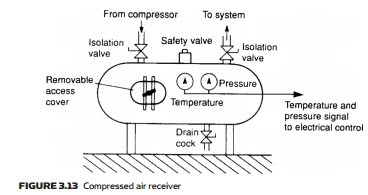 From compressor
To system
Isolation
valve
Safety valve
Isolation
valve
Removable
access
cover
Pressure
Temperature
Temperature and
pressure signal
to electrical control
Drain
cock
FIGURE 3.13 Compressed air receiver